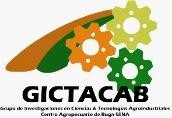 GICTACAB
Grupo de Investigaciones en Ciencias & Tecnologías Agroindustriales
Centro Agropecuario de Buga-SENA